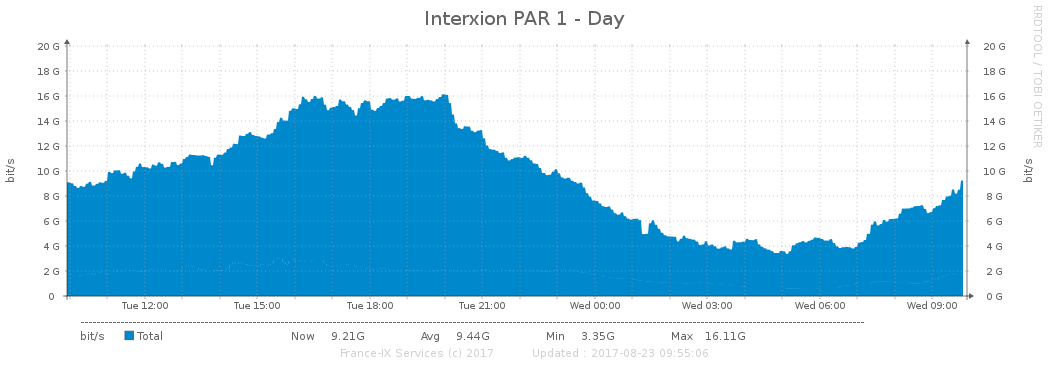 Interxion PAR 1 - Day
RRDTOOL / TOBI OETIKER
20 G 20 G
18 G 18 G
16 G 16 G
14 G 14 G
12 G 12 G
10 G 10 G
8 G 8 G
6 G 6 G
4 G 4 G
2 G 2 G
0 0 G
bit/s bit/s
Tue 12:00 Tue 15:00 Tue 18:00 Tue 21:00 Wed 00:00 Wed 03:00 Wed 06:00 Wed 09:00
bit/s Total Now 9.21G Avg 9.44G Min 3.35G Max 16.11G
France-IX Services (c) 2017 Updated : 2017-08-23 09:55:06